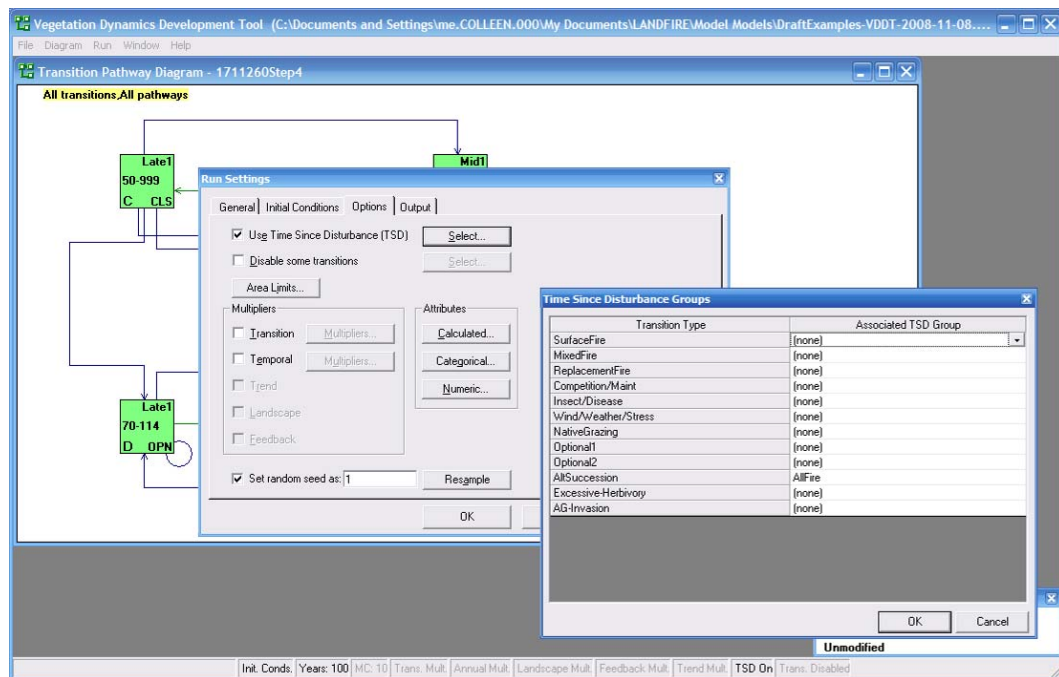 Vegetation Dynamics Development Tool (C:\Documents and Settings\me.COLLEEN.000\My Documents\LANDFIRE\Model Models\DraftExamples-VDDT-2008-11-08....
File Diagram Run Window Help
Transition Pathway Diagram - 1711260Step4
All transitions,All pathways
Late1
50-999
C CLS
Mid1
Run Settings
General Initial Conditions Options Output
Use Time Since Disturbance (TSD) Select...
Disable some transitions Select...
Area Limits...
Multipliers
Transition Multipliers...
Temporal Multipliers...
Trend
Landscape
Feedback
Attributes
Calculated...
Categorical...
Numeric...
Set random seed as: 1 Resample
OK
Late1
70-114
D OPN
Time Since Disturbance Groups
Transition Type Associated TSD Group
SurfaceFire (none)
MixedFire (none)
ReplacementFire (none)
Competition/Maint (none)
Insect/Disease (none)
Wind/Weather/Stress (none)
NativeGrazing (none)
Optional1 (none)
Optional2 (none)
AltSuccession AllFire
Excessive-Herbivory (none)
AG-Invasion (none)
OK Cancel
Unmodified
Init. Conds. Years: 100 MC: 10 Trans. Mult. Annual Mult. Landscape Mult. Feedback Mult. Trend Mult. TSD On Trans. Disabled